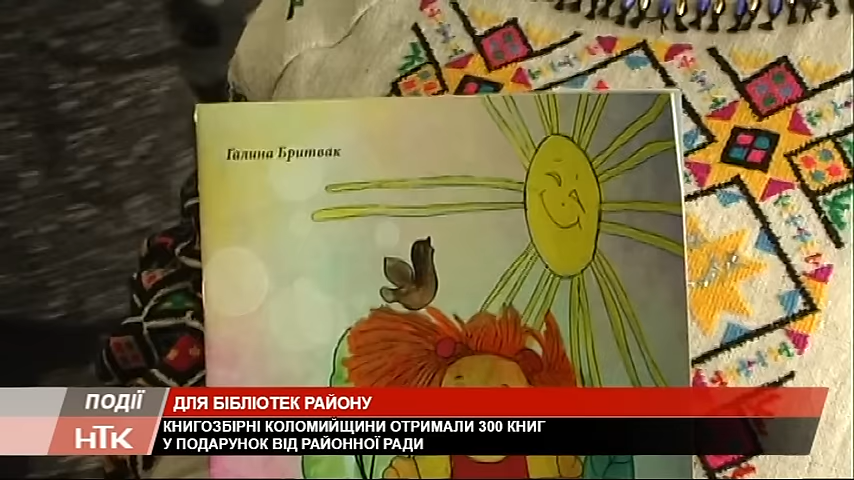 Галина Бритвак
ПОДІЇ
НТК
ДЛЯ БІБЛІОТЕК РАЙОНУ
КНИГОЗБІРНІ КОЛОМИЙЩИНИ ОТРИМАЛИ 300 КНИГ
У ПОДАРУНОК ВІД РАЙОННОЇ РАДИ